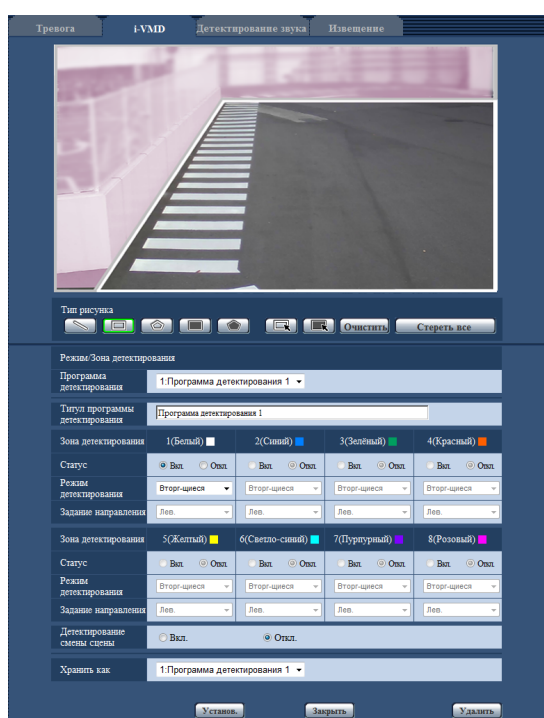 Тревога i-VMD Детектирование звука Извещение
Тип рисунка
Очистить Стереть все
Режим/Зона детектирования
Программа детектирования 1:Программа детектирования 1
Титул программы детектирования Программа детектирования 1
Зона детектирования 1(Белый) 2(Синий) 3(Зелёный) 4(Красный)
Статус Вкл Откл Вкл Откл Вкл Откл Вкл Откл
Режим детектирования Вторг-щиеся Вторг-щиеся Вторг-щиеся Вторг-щиеся
Задание направления Лев. Лев. Лев. Лев.
Зона детектирования 5(Желтый) 6(Светло-синий) 7(Пурпурный) 8(Розовый)
Статус Вкл Откл Вкл Откл Вкл Откл Вкл Откл
Режим детектирования Вторг-щиеся Вторг-щиеся Вторг-щиеся Вторг-щиеся
Задание направления Лев. Лев. Лев. Лев.
Детектирование смены сцены Вкл. Откл.
Хранить как 1:Программа детектирования 1
Установ. Закрыть Удалить